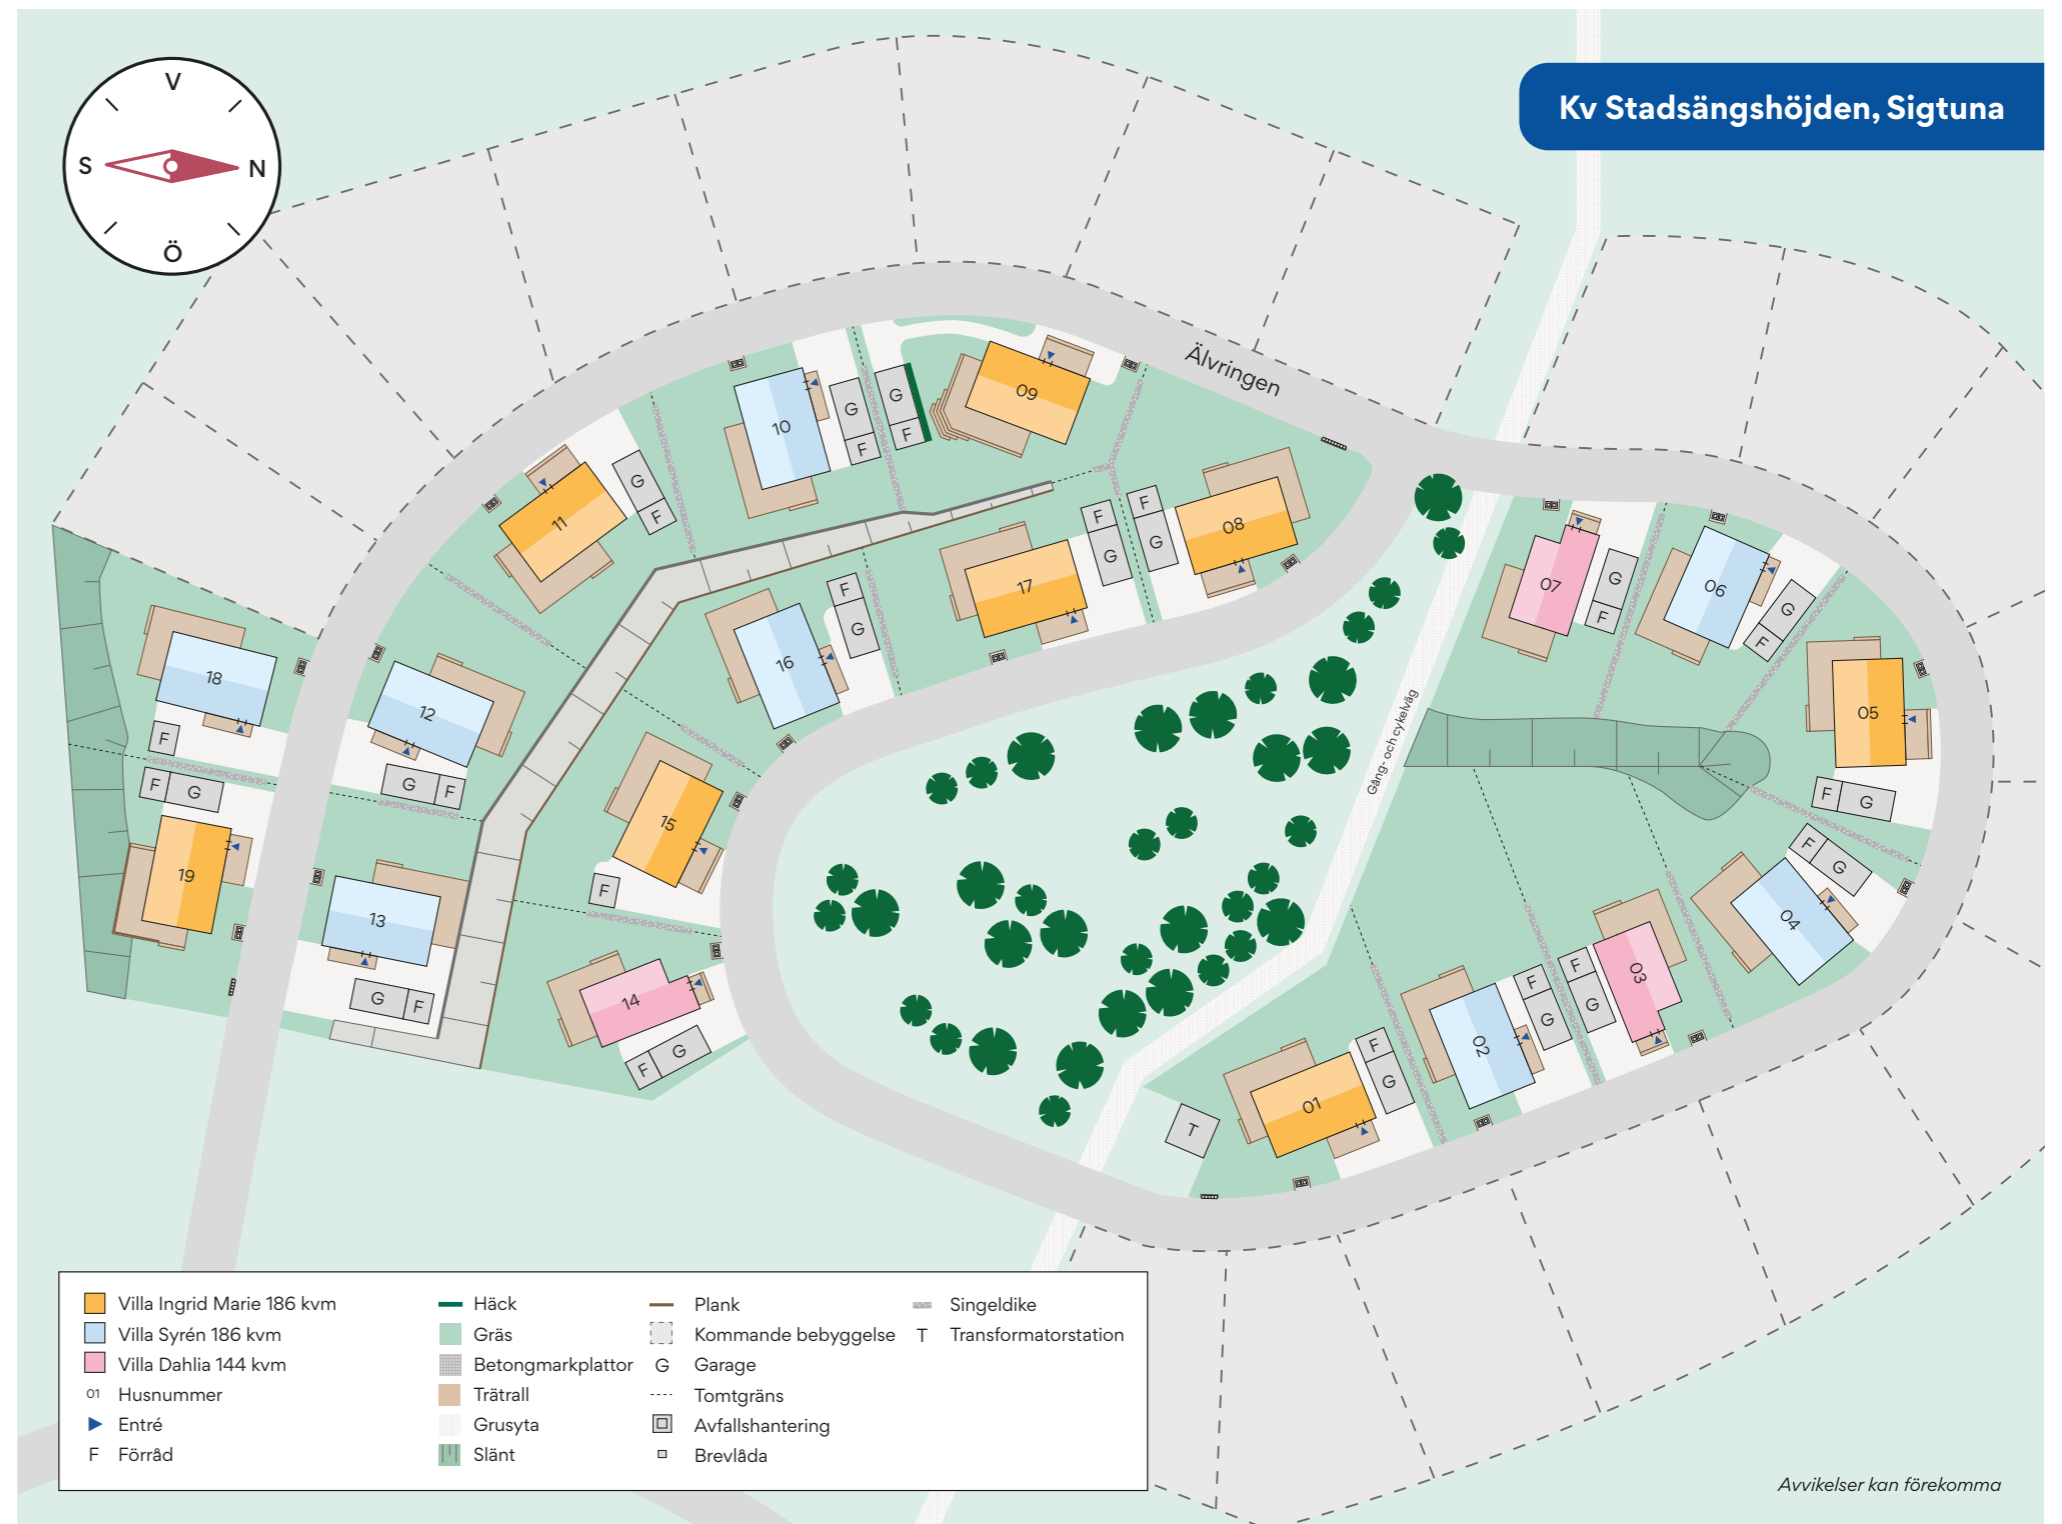 V
S
N
Ö
Kv Stadsängshöjden, Sigtuna
Älvringen
Gång- och cykelväg
09
G
F
10
G
F
11
G
F
08
F
G
17
F
G
16
F
G
07
G
F
06
G
F
05
F
G
18
F
12
G
F
19
F
G
13
G
F
15
F
14
F
G
04
F
G
03
F
G
02
F
G
01
F
G
T
Villa Ingrid Marie 186 kvm
Villa Syrén 186 kvm
Villa Dahlia 144 kvm
01 Husnummer
Entré
F Förråd
Häck
Gräs
Betongmarkplattor
Trätrall
Grusyta
Slänt
Plank
Kommande bebyggelse
G Garage
Tomtgräns
Avfallshantering
Brevlåda
Singeldike
T Transformatorstation
Avvikelser kan förekomma